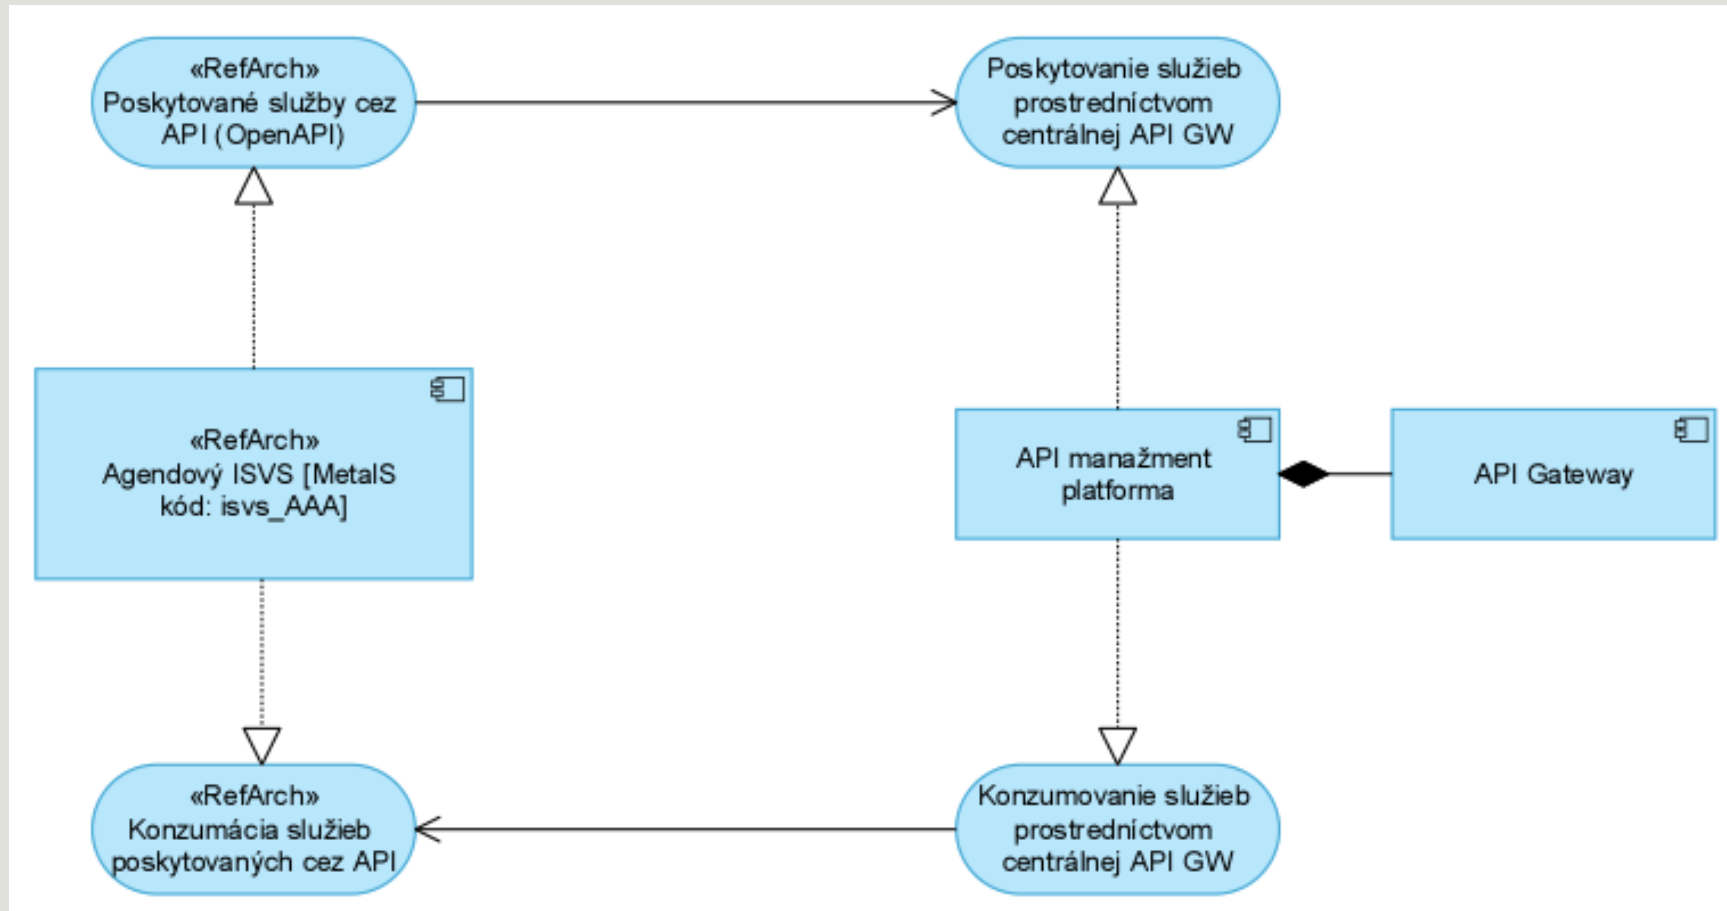 «RefArch»
Poskytované služby cez
API (OpenAPI)
Poskytovanie služieb
prostredníctvom
centrálnej API GW
«RefArch»
Agendový ISVS [MetaIS
kód: isvs_AAA]
API manažment
platforma
API Gateway
«RefArch»
Konzumácia služieb
poskytovaných cez API
Konzumovanie služieb
prostredníctvom
centrálnej API GW